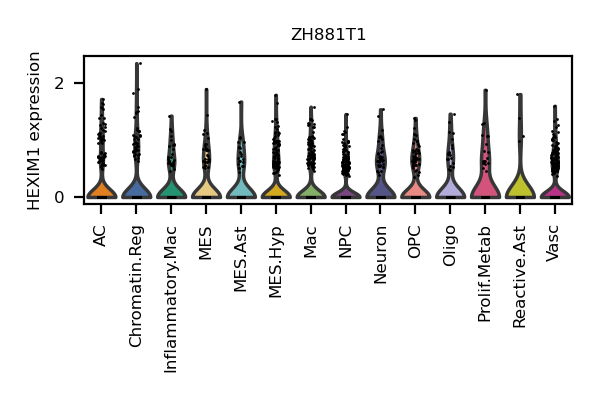 ZH881T1
HEXIM1 expression
2
0
AC
Chromatin.Reg
Inflammatory.Mac
MES
MES.Ast
MES.Hyp
Mac
NPC
Neuron
OPC
Oligo
Prolif.Metab
Reactive.Ast
Vasc